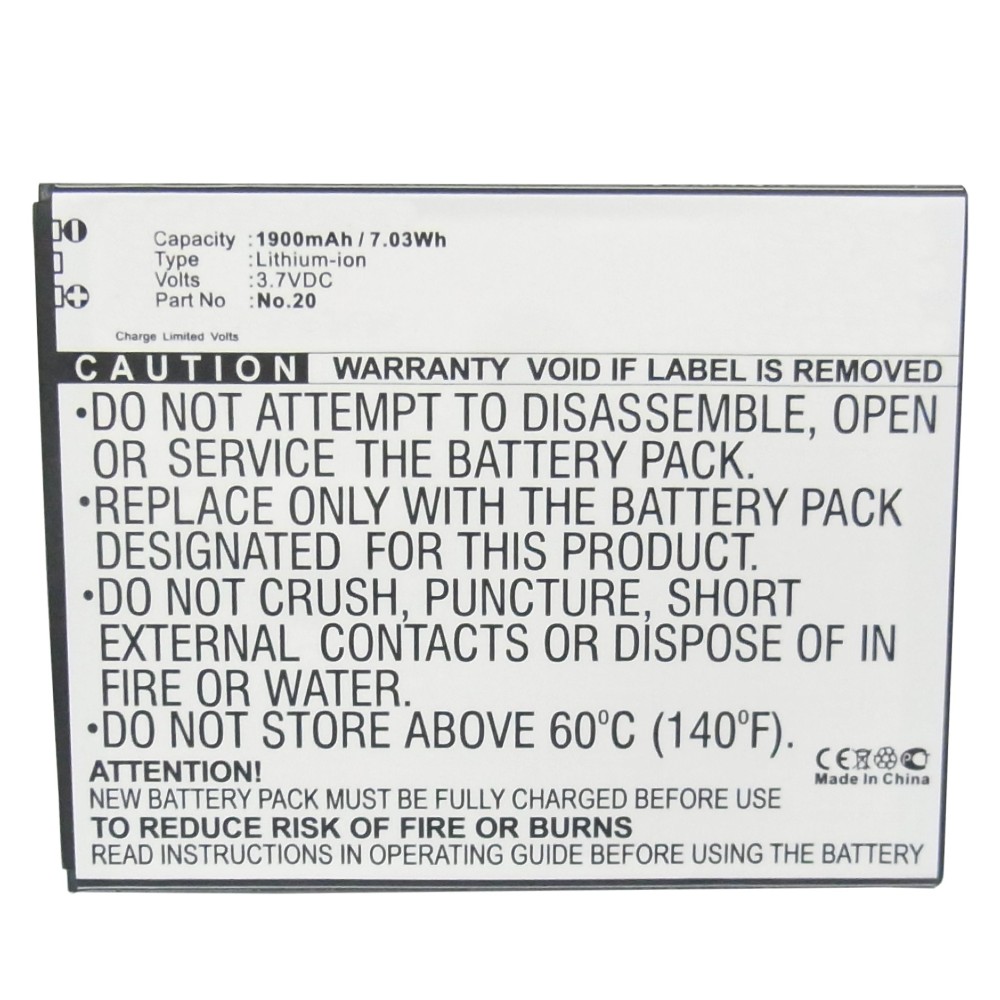 Capacity :1900mAh / 7.03Wh
Type :Lithium-ion
Volts :3.7VDC
Part No :No.20
Charge Limited Volts
CAUTION WARRANTY VOID IF LABEL IS REMOVED
•DO NOT ATTEMPT TO DISASSEMBLE, OPEN
OR SERVICE THE BATTERY PACK.
•REPLACE ONLY WITH THE BATTERY PACK
DESIGNATED FOR THIS PRODUCT.
•DO NOT CRUSH, PUNCTURE, SHORT
EXTERNAL CONTACTS OR DISPOSE OF IN
FIRE OR WATER.
•DO NOT STORE ABOVE 60°C (140°F).
CE
Made In China
ATTENTION!
NEW BATTERY PACK MUST BE FULLY CHARGED BEFORE USE
TO REDUCE RISK OF FIRE OR BURNS
READ INSTRUCTIONS IN OPERATING GUIDE BEFORE USING THE BATTERY